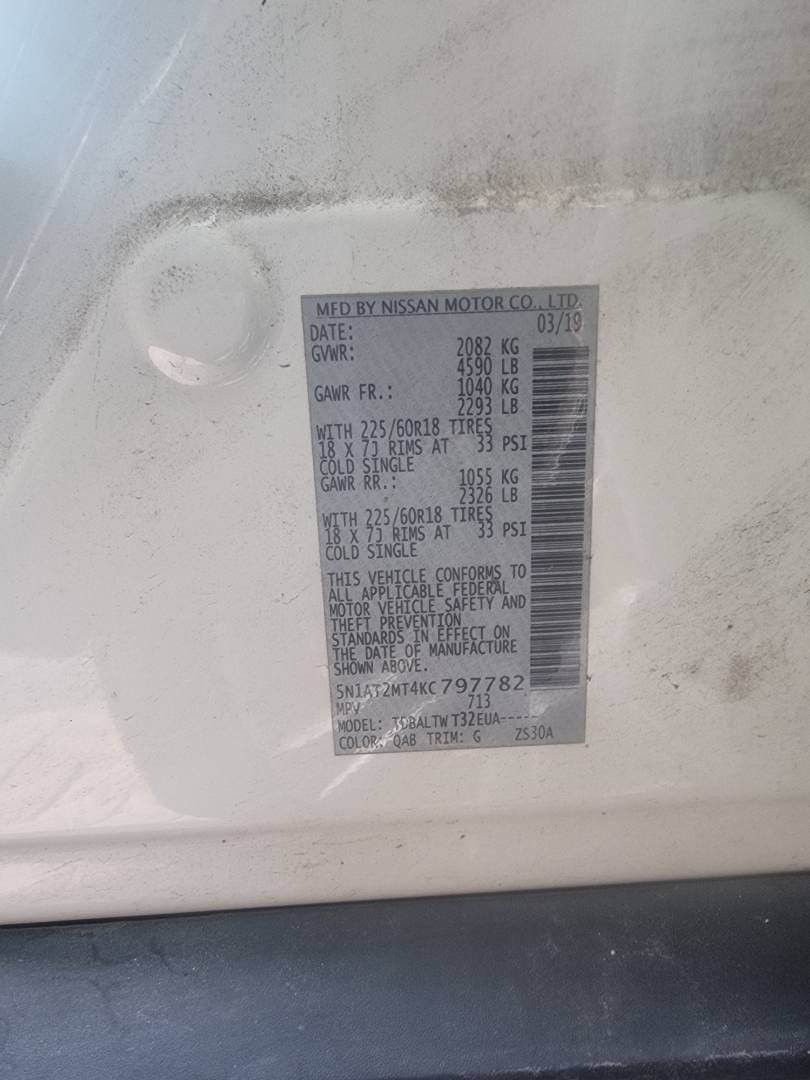 MFD BY NISSAN MOTOR CO., LTD.
DATE: 03/19
GVWR: 2082 KG
4590 LB
GAWR FR.: 1040 KG
2293 LB
WITH 225/60R18 TIRES
18 X 7J RIMS AT 33 PSI
COLD SINGLE
GAWR RR.: 1055 KG
2326 LB
WITH 225/60R18 TIRES
18 X 7J RIMS AT 33 PSI
COLD SINGLE
THIS VEHICLE CONFORMS TO
ALL APPLICABLE FEDERAL
MOTOR VEHICLE SAFETY AND
THEFT PREVENTION
STANDARDS IN EFFECT ON
THE DATE OF MANUFACTURE
SHOWN ABOVE.
5N1AT2MT4KC797782
MPV 713
MODEL: TDBALTW T32EUA-----
COLOR: QAB TRIM: G ZS30A